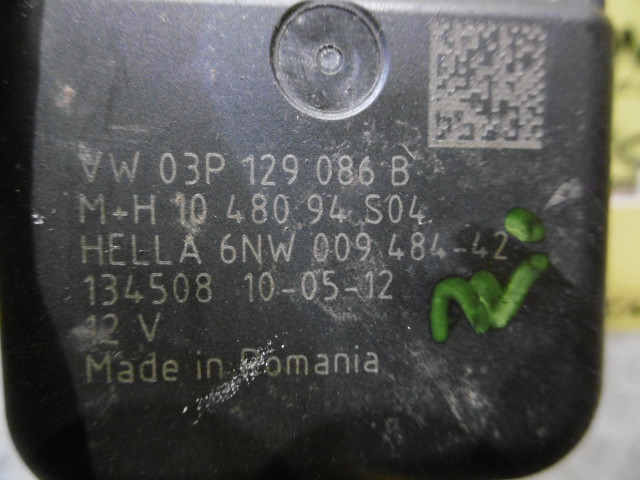 VW 03P 129 086 B
M+H 10 480 94 S04
HELLA 6NW 009 484-42
134508 10-05-12
12 V
Made in Romania